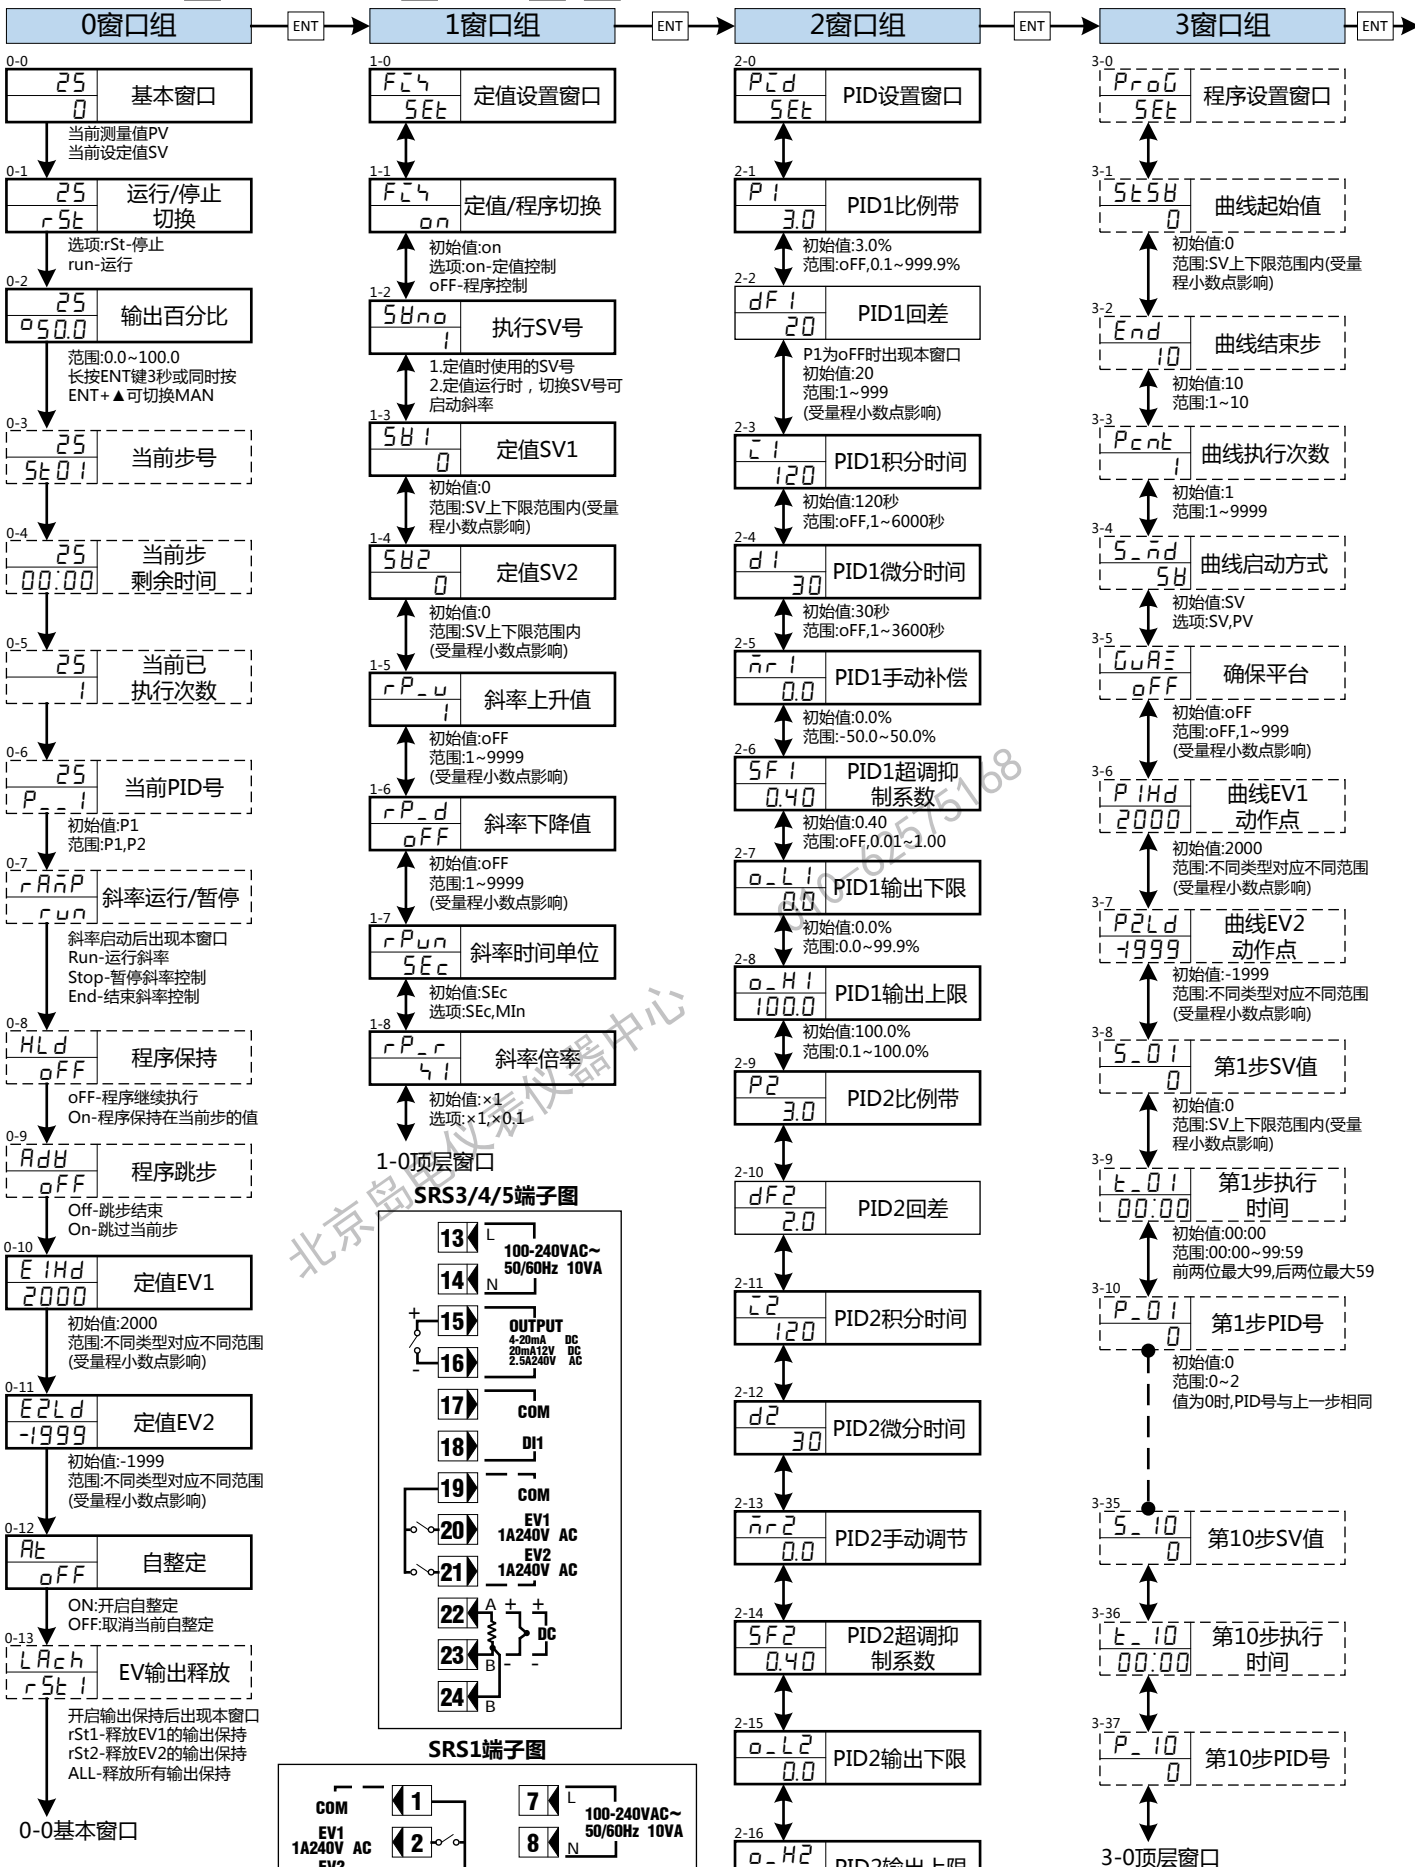 0窗口组
ENT
1窗口组
ENT
2窗口组
ENT
3窗口组
ENT
0-0
25
0
基本窗口
当前测量值PV
当前设定值SV
0-1
25
rSt
运行/停止
切换
选项:rSt-停止
run-运行
0-2
25
o50.0
输出百分比
范围:0.0~100.0
长按ENT键3秒或同时按
ENT+▲可切换MAN
0-3
25
St01
当前步号
0-4
25
00:00
当前步
剩余时间
0-5
25
1
当前已
执行次数
0-6
25
P__1
当前PID号
初始值:P1
范围:P1,P2
0-7
rAmP
run
斜率运行/暂停
斜率启动后出现本窗口
Run-运行斜率
Stop-暂停斜率控制
End-结束斜率控制
0-8
HLd
oFF
程序保持
oFF-程序继续执行
On-程序保持在当前步的值
0-9
AdV
oFF
程序跳步
Off-跳步结束
On-跳过当前步
0-10
E1Hd
2000
定值EV1
初始值:2000
范围:不同类型对应不同范围
(受量程小数点影响)
0-11
E2Ld
-1999
定值EV2
初始值:-1999
范围:不同类型对应不同范围
(受量程小数点影响)
0-12
At
oFF
自整定
ON:开启自整定
OFF:取消当前自整定
0-13
LAch
rSt1
EV输出释放
开启输出保持后出现本窗口
rSt1-释放EV1的输出保持
rSt2-释放EV2的输出保持
ALL-释放所有输出保持
0-0基本窗口
1-0
Fix
SEt
定值设置窗口
1-1
Fix
on
定值/程序切换
初始值:on
选项:on-定值控制
oFF-程序控制
1-2
SVno
1
执行SV号
1.定值时使用的SV号
2.定值运行时，切换SV号可
启动斜率
1-3
SV1
0
定值SV1
初始值:0
范围:SV上下限范围内(受量
程小数点影响)
1-4
SV2
0
定值SV2
初始值:0
范围:SV上下限范围内
(受量程小数点影响)
1-5
rP_u
1
斜率上升值
初始值:oFF
范围:1~9999
(受量程小数点影响)
1-6
rP_d
oFF
斜率下降值
初始值:oFF
范围:1~9999
(受量程小数点影响)
1-7
rPun
SEc
斜率时间单位
初始值:SEc
选项:SEc,MIn
1-8
rP_r
x1
斜率倍率
初始值:×1
选项:×1,×0.1
1-0顶层窗口
SRS3/4/5端子图
13
L
100-240VAC~
50/60Hz 10VA
14
N
+
15
OUTPUT
4-20mA DC
20mA12V DC
2.5A240V AC
16
-
17
COM
18
DI1
19
COM
20
EV1
1A240V AC
21
EV2
1A240V AC
22
A + +
DC
23
B - -
24
B
SRS1端子图
COM
1
EV1
1A240V AC
2
EV2
7
L
100-240VAC~
50/60Hz 10VA
8
N
2-0
Pid
SEt
PID设置窗口
2-1
P1
3.0
PID1比例带
初始值:3.0%
范围:oFF,0.1~999.9%
2-2
dF1
20
PID1回差
P1为oFF时出现本窗口
初始值:20
范围:1~999
(受量程小数点影响)
2-3
i1
120
PID1积分时间
初始值:120秒
范围:oFF,1~6000秒
2-4
d1
30
PID1微分时间
初始值:30秒
范围:oFF,1~3600秒
2-5
mr1
0.0
PID1手动补偿
初始值:0.0%
范围:-50.0~50.0%
2-6
SF1
0.40
PID1超调抑
制系数
初始值:0.40
范围:oFF,0.01~1.00
2-7
o_L1
0.0
PID1输出下限
初始值:0.0%
范围:0.0~99.9%
2-8
o_H1
100.0
PID1输出上限
初始值:100.0%
范围:0.1~100.0%
2-9
P2
3.0
PID2比例带
2-10
dF2
2.0
PID2回差
2-11
i2
120
PID2积分时间
2-12
d2
30
PID2微分时间
2-13
mr2
0.0
PID2手动调节
2-14
SF2
0.40
PID2超调抑
制系数
2-15
o_L2
0.0
PID2输出下限
2-16
o_H2
PID2输出上限
3-0
ProG
SEt
程序设置窗口
3-1
StSV
0
曲线起始值
初始值:0
范围:SV上下限范围内(受量
程小数点影响)
3-2
End
10
曲线结束步
初始值:10
范围:1~10
3-3
Pcnt
1
曲线执行次数
初始值:1
范围:1~9999
3-4
S_md
SV
曲线启动方式
初始值:SV
选项:SV,PV
3-5
GuA
oFF
确保平台
初始值:oFF
范围:oFF,1~999
(受量程小数点影响)
3-6
P1Hd
2000
曲线EV1
动作点
初始值:2000
范围:不同类型对应不同范围
(受量程小数点影响)
3-7
P2Ld
-1999
曲线EV2
动作点
初始值:-1999
范围:不同类型对应不同范围
(受量程小数点影响)
3-8
S_01
0
第1步SV值
初始值:0
范围:SV上下限范围内(受量
程小数点影响)
3-9
t_01
00:00
第1步执行
时间
初始值:00:00
范围:00:00~99:59
前两位最大99,后两位最大59
3-10
P_01
0
第1步PID号
初始值:0
范围:0~2
值为0时,PID号与上一步相同
3-35
S_10
0
第10步SV值
3-36
t_10
00:00
第10步执行
时间
3-37
P_10
0
第10步PID号
3-0顶层窗口
北京岛电仪表仪器中心
010-62575168